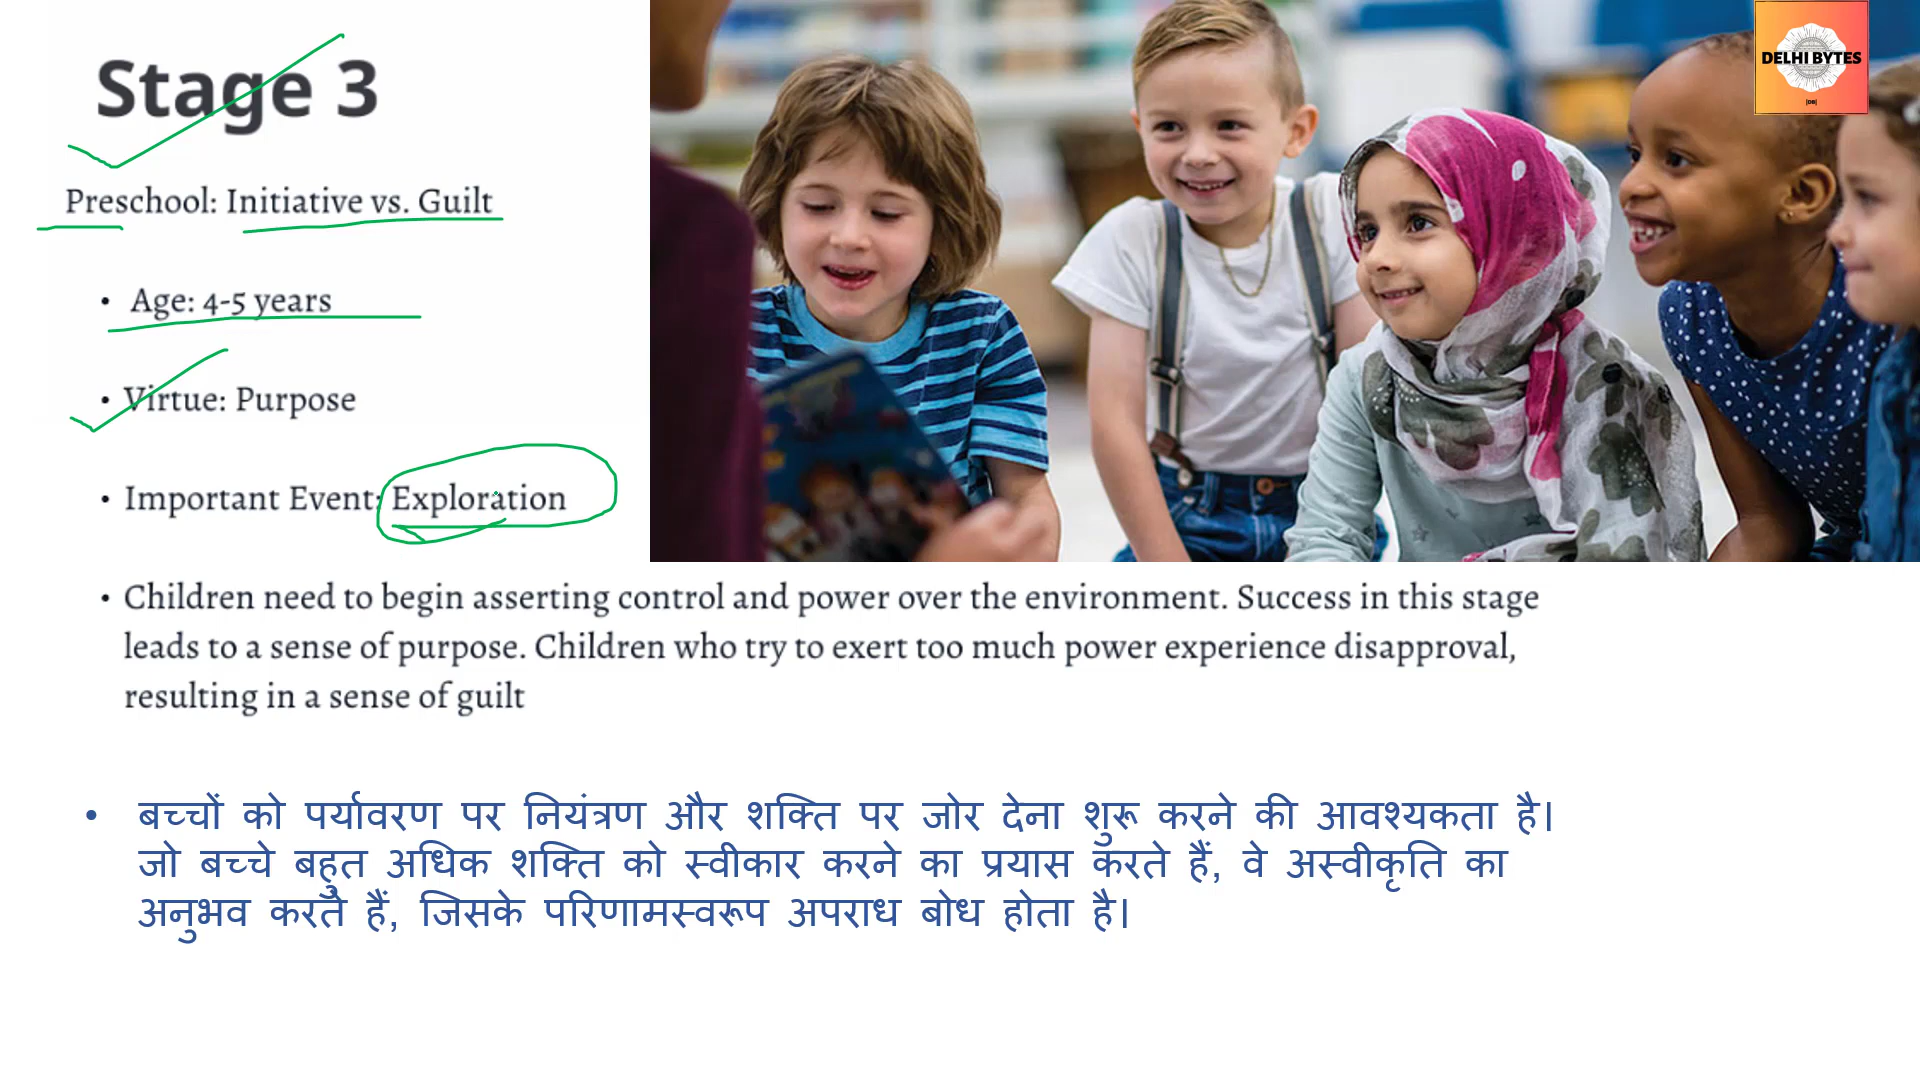 Stage 3
DELHI BYTES
|DB|
Preschool: Initiative vs. Guilt
• Age: 4-5 years
• Virtue: Purpose
• Important Event: Exploration
• Children need to begin asserting control and power over the environment. Success in this stage
leads to a sense of purpose. Children who try to exert too much power experience disapproval,
resulting in a sense of guilt
• बच्चों को पर्यावरण पर नियंत्रण और शक्ति पर जोर देना शुरू करने की आवश्यकता है।
जो बच्चे बहुत अधिक शक्ति को स्वीकार करने का प्रयास करते हैं, वे अस्वीकृति का
अनुभव करते हैं, जिसके परिणामस्वरूप अपराध बोध होता है।